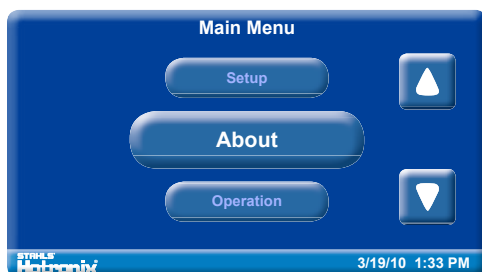 Main Menu
Setup
About
Operation
STAHLS'
Hotronix
3/19/10 1:33 PM